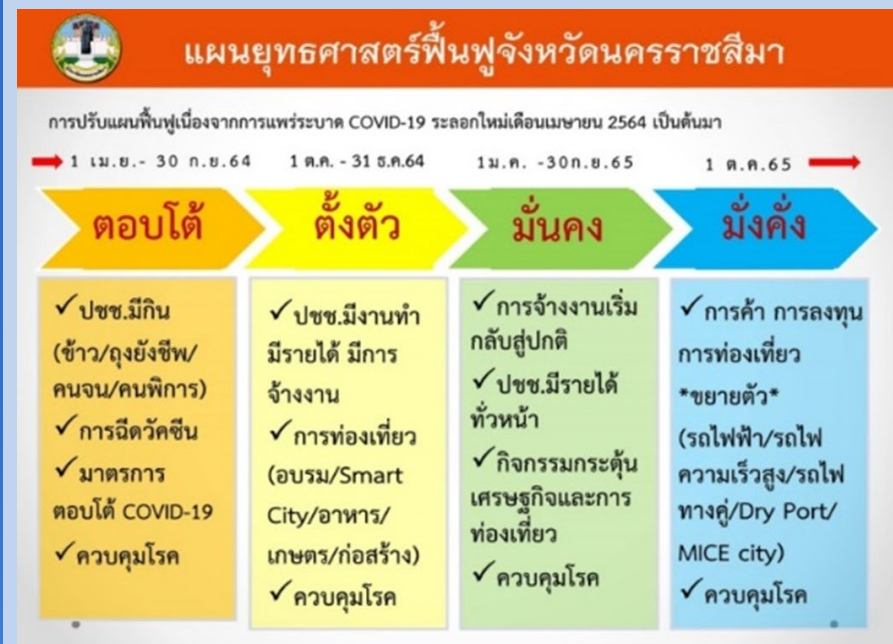 แผนยุทธศาสตร์ฟื้นฟูจังหวัดนครราชสีมา
การปรับแผนฟื้นฟูเนื่องจากการแพร่ระบาด COVID-19 ระลอกใหม่เดือนเมษายน 2564 เป็นต้นมา
1 เม.ย.- 30 ก.ย.64
1 ต.ค. - 31 ธ.ค.64
1ม.ค. -30ก.ย.65
1 ต.ค.65
ตอบโต้
ตั้งตัว
มั่นคง
มั่งคั่ง
✓ ปชช.มีกิน
(ข้าว/ถุงยังชีพ/
คนจน/คนพิการ)
✓ การฉีดวัคซีน
✓ มาตรการ
ตอบโต้ COVID-19
✓ ควบคุมโรค
✓ ปชช.มีงานทำ
มีรายได้ มีการ
จ้างงาน
✓ การท่องเที่ยว
(อบรม/Smart
City/อาหาร/
เกษตร/ก่อสร้าง)
✓ ควบคุมโรค
✓ การจ้างงานเริ่ม
กลับสู่ปกติ
✓ ปชช.มีรายได้
ทั่วหน้า
✓ กิจกรรมกระตุ้น
เศรษฐกิจและการ
ท่องเที่ยว
✓ ควบคุมโรค
✓ การค้า การลงทุน
การท่องเที่ยว
*ขยายตัว*
(รถไฟฟ้า/รถไฟ
ความเร็วสูง/รถไฟ
ทางคู่/Dry Port/
MICE city)
✓ ควบคุมโรค